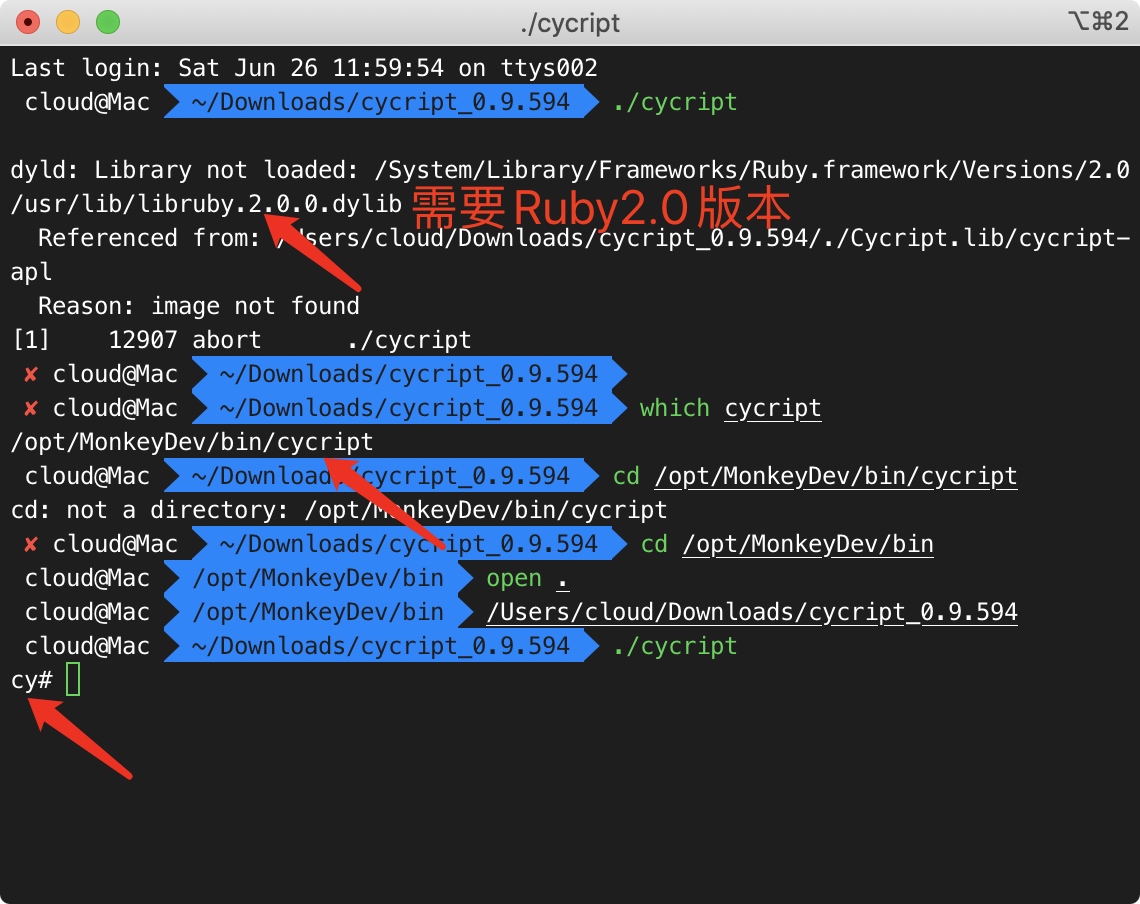 ./cycript ⌥⌘2
Last login: Sat Jun 26 11:59:54 on ttys002
cloud@Mac ~/Downloads/cycript_0.9.594 ./cycript
dyld: Library not loaded: /System/Library/Frameworks/Ruby.framework/Versions/2.0
/usr/lib/libruby.2.0.0.dylib 需要Ruby2.0版本
Referenced from: /Users/cloud/Downloads/cycript_0.9.594/./Cycript.lib/cycript-
apl
Reason: image not found
[1]    12907 abort      ./cycript
✘ cloud@Mac ~/Downloads/cycript_0.9.594
✘ cloud@Mac ~/Downloads/cycript_0.9.594 which cycript
/opt/MonkeyDev/bin/cycript
cloud@Mac ~/Downloads/cycript_0.9.594 cd /opt/MonkeyDev/bin/cycript
cd: not a directory: /opt/MonkeyDev/bin/cycript
✘ cloud@Mac ~/Downloads/cycript_0.9.594 cd /opt/MonkeyDev/bin
cloud@Mac /opt/MonkeyDev/bin open .
cloud@Mac /opt/MonkeyDev/bin /Users/cloud/Downloads/cycript_0.9.594
cloud@Mac ~/Downloads/cycript_0.9.594 ./cycript
cy#